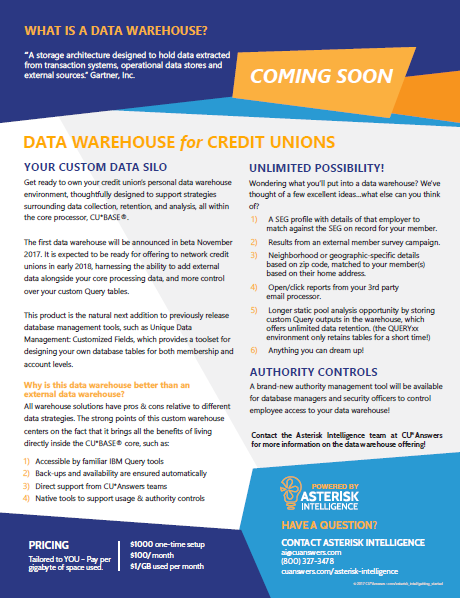 WHAT IS A DATA WAREHOUSE?
"A storage architecture designed to hold data extracted
from transaction systems, operational data stores and
external sources." Gartner, Inc.
COMING SOON
DATA WAREHOUSE for CREDIT UNIONS
YOUR CUSTOM DATA SILO
Get ready to own your credit union's personal data warehouse
environment, thoughtfully designed to support strategies
surrounding data collection, retention, and analysis, all within
the core processor, CU*BASE®.
The first data warehouse will be announced in beta November
2017. It is expected to be ready for offering to network credit
unions in early 2018, harnessing the ability to add external
data alongside your core processing data, and more control
over your custom Query tables.
This product is the natural next addition to previously release
database management tools, such as Unique Data
Management: Customized Fields, which provides a toolset for
designing your own database tables for both membership and
account levels.
Why is this data warehouse better than an
external data warehouse?
All warehouse solutions have pros & cons relative to different
data strategies. The strong points of this custom warehouse
centers on the fact that it brings all the benefits of living
directly inside the CU*BASE® core, such as:
1) Accessible by familiar IBM Query tools
2) Back-ups and availability are ensured automatically
3) Direct support from CU*Answers teams
4) Native tools to support usage & authority controls
UNLIMITED POSSIBILITY!
Wondering what you'll put into a data warehouse? We've
thought of a few excellent ideas...what else can you think
of?
1) A SEG profile with details of that employer to
match against the SEG on record for your member.
2) Results from an external member survey campaign.
3) Neighborhood or geographic-specific details
based on zip code, matched to your member(s)
based on their home address.
4) Open/click reports from your 3rd party
email processor.
5) Longer static pool analysis opportunity by storing
custom Query outputs in the warehouse, which
offers unlimited data retention. (the QUERYxx
environment only retains tables for a short time!)
6) Anything you can dream up!
AUTHORITY CONTROLS
A brand-new authority management tool will be available
for database managers and security officers to control
employee access to your data warehouse!
Contact the Asterisk Intelligence team at CU*Answers
for more information on the data warehouse offering!
POWERED BY
ASTERISK
INTELLIGENCE
HAVE A QUESTION?
CONTACT ASTERISK INTELLIGENCE
ai@cuanswers.com
(800) 327-3478
cuanswers.com/asterisk-intelligence
PRICING
Tailored to YOU – Pay per
gigabyte of space used.
$1000 one-time setup
$100/month
$1/GB used per month